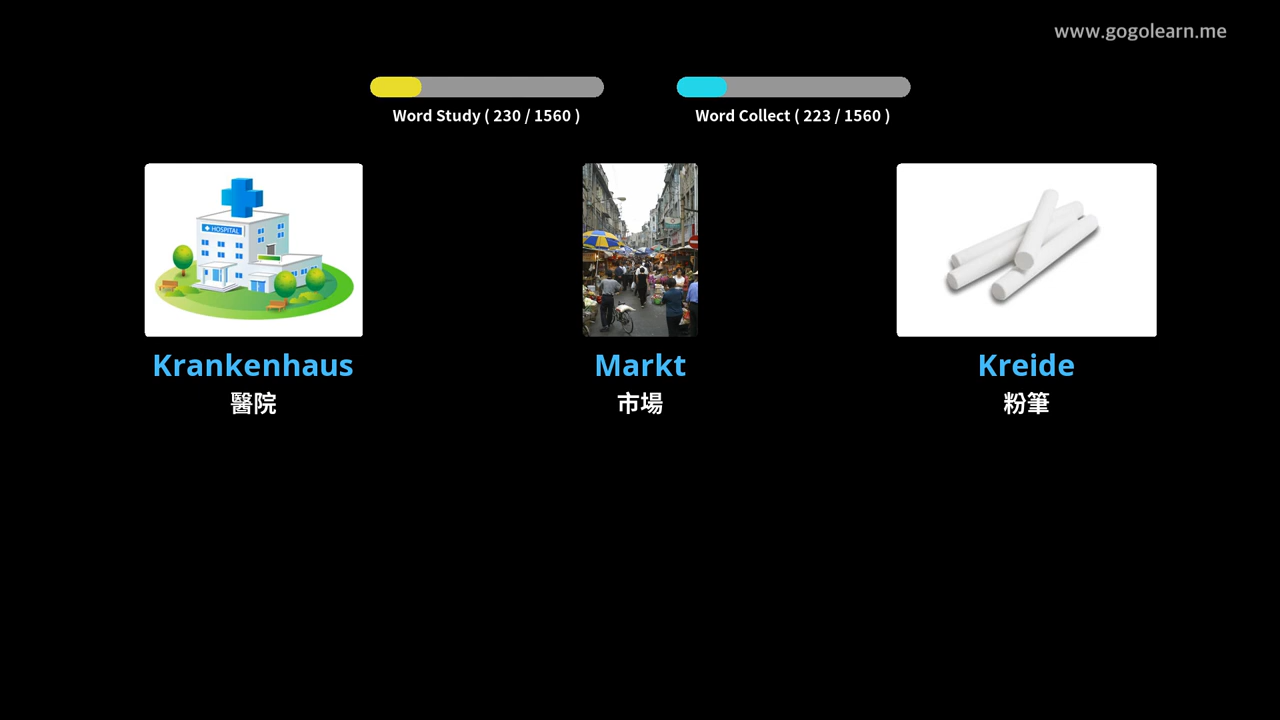 www.gogolearn.me
Word Study ( 230 / 1560 )
Word Collect ( 223 / 1560 )
HOSPITAL
Krankenhaus
醫院
Markt
市場
Kreide
粉筆